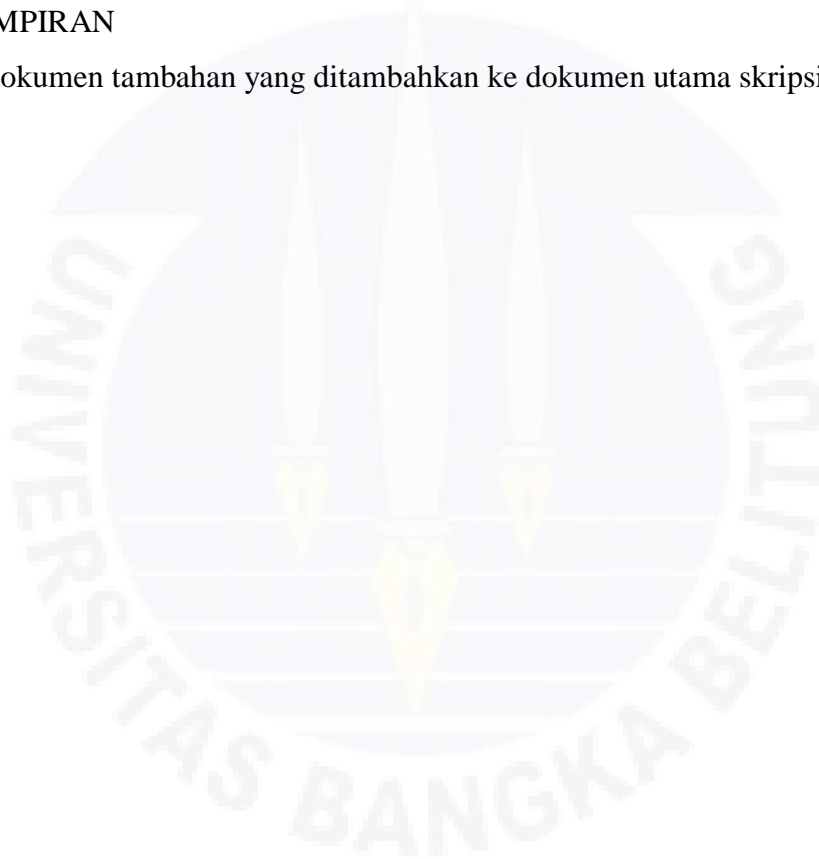 MPIRAN
okumen tambahan yang ditambahkan ke dokumen utama skripsi
UNIVERSITAS BANGKA BELITUNG